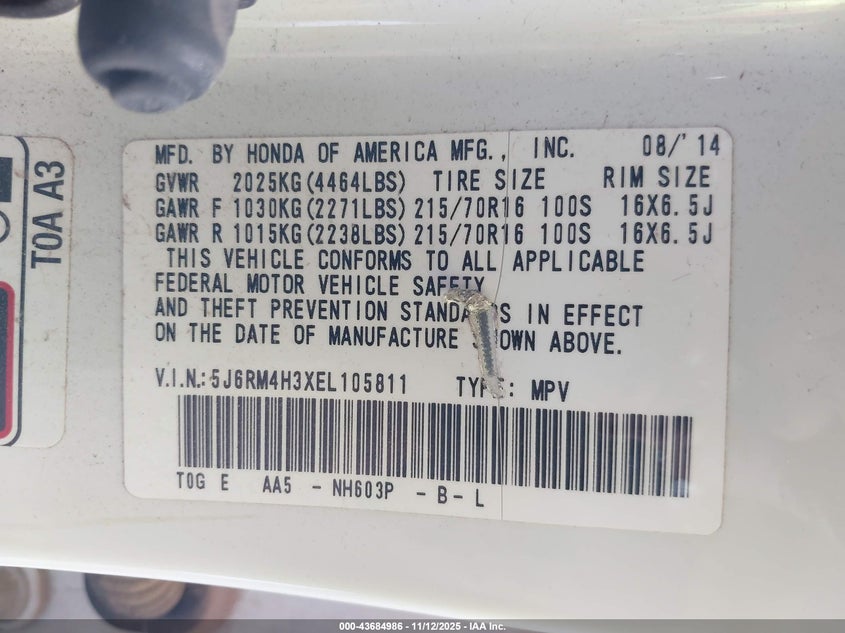 MFD. BY HONDA OF AMERICA MFG., INC. 08/'14
GVWR 2025KG(4464LBS) TIRE SIZE RIM SIZE
GAWR F 1030KG(2271LBS) 215/70R16 100S 16X6.5J
GAWR R 1015KG(2238LBS) 215/70R16 100S 16X6.5J
THIS VEHICLE CONFORMS TO ALL APPLICABLE
FEDERAL MOTOR VEHICLE SAFETY
AND THEFT PREVENTION STANDARDS IN EFFECT
ON THE DATE OF MANUFACTURE SHOWN ABOVE.
V.I.N.: 5J6RM4H3XEL105811 TYPE: MPV
T0G E AA5 - NH603P - B - L
T0A A3
000-43684986 - 11/12/2025 - IAA Inc.